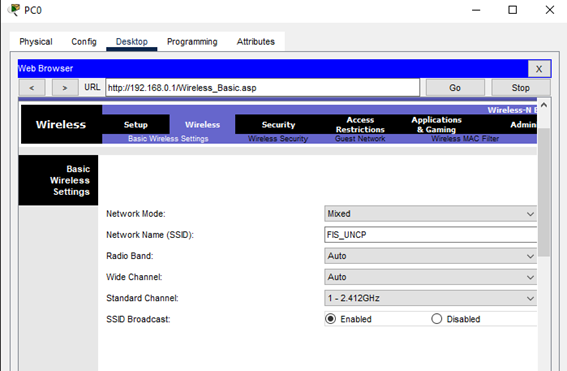 PC0
Physical Config Desktop Programming Attributes
Web Browser X
< > URL http://192.168.0.1/Wireless_Basic.asp Go Stop
Wireless-N
Wireless Setup Wireless Security Access Restrictions Applications & Gaming
Basic Wireless Settings Wireless Security Guest Network Wireless MAC Filter
Basic Wireless Settings
Network Mode: Mixed
Network Name (SSID): FIS_UNCP
Radio Band: Auto
Wide Channel: Auto
Standard Channel: 1 - 2.412GHz
SSID Broadcast: Enabled Disabled